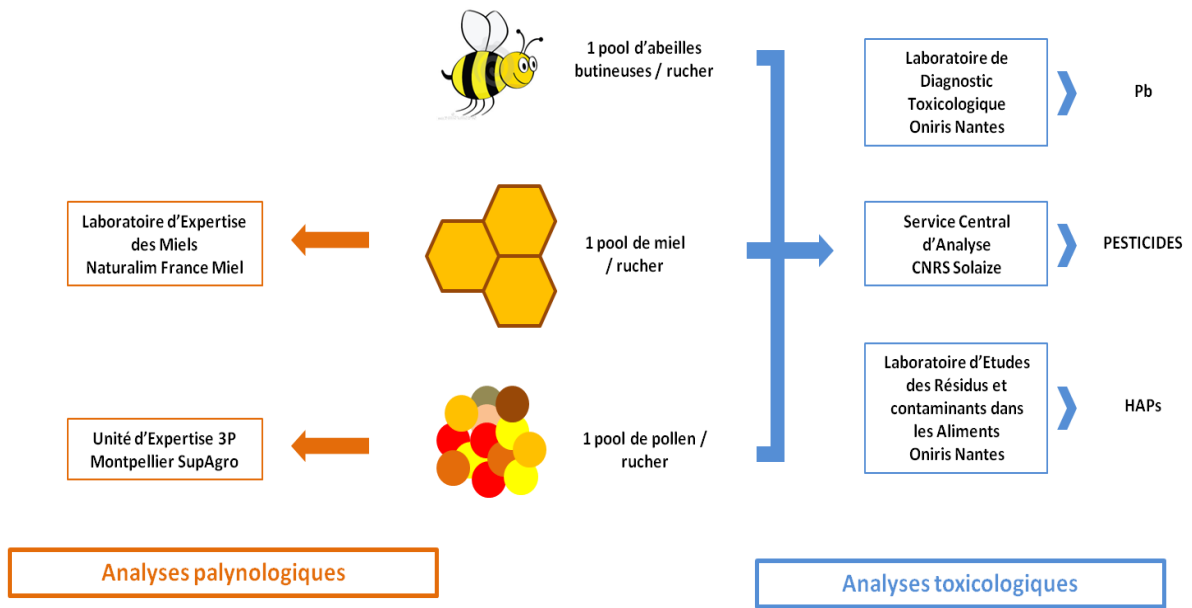 1 pool d'abeilles
butineuses / rucher
Laboratoire de
Diagnostic
Toxicologique
Oniris Nantes
Pb
Laboratoire d'Expertise
des Miels
Naturalim France Miel
1 pool de miel
/ rucher
Service Central
d'Analyse
CNRS Solaize
PESTICIDES
Unité d'Expertise 3P
Montpellier SupAgro
1 pool de pollen /
rucher
Laboratoire d'Etudes
des Résidus et
contaminants dans
les Aliments
Oniris Nantes
HAPs
Analyses palynologiques
Analyses toxicologiques